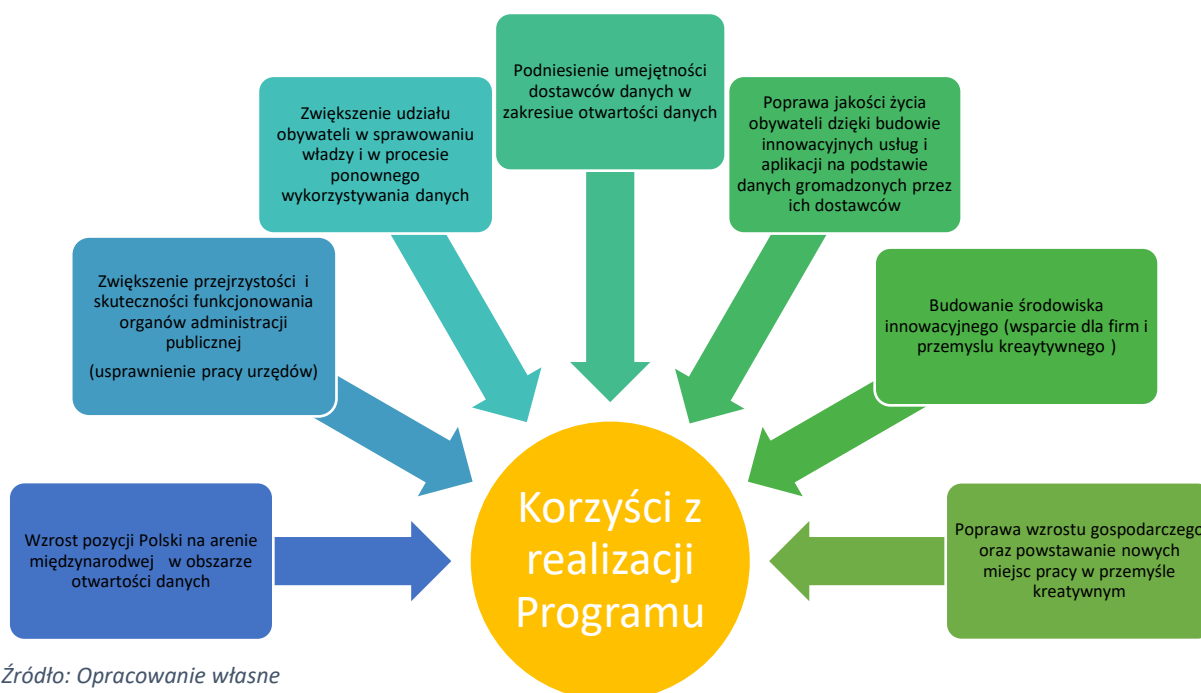 Podniesienie umejętności
dostawców danych w
zakresiue otwartości danych
Zwiększenie udziału
obywateli w sprawowaniu
władzy i w procesie
ponownego
wykorzystywania danych
Poprawa jakości życia
obywateli dzięki budowie
innowacyjnych usług i
aplikacji na podstawie
danych gromadzonych przez
ich dostawców
Zwiększenie przejrzystości i
skuteczności funkcjonowania
organów administracji
publicznej
(usprawnienie pracy urzędów)
Budowanie środowiska
innowacyjnego (wsparcie dla firm i
przemyslu kreaytywnego )
Wzrost pozycji Polski na arenie
międzynarodwej w obszarze
otwartości danych
Korzyści z
realizacji
Programu
Poprawa wzrostu gospodarczego
oraz powstawanie nowych
miejsc pracy w przemyśle
kreatywnym
Źródło: Opracowanie własne